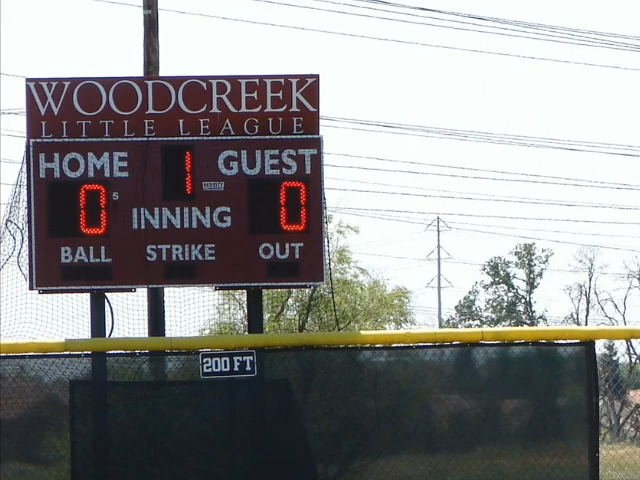 WOODCREEK
LITTLE LEAGUE
HOME 1 GUEST
0 INNING 0
BALL STRIKE OUT
200 FT